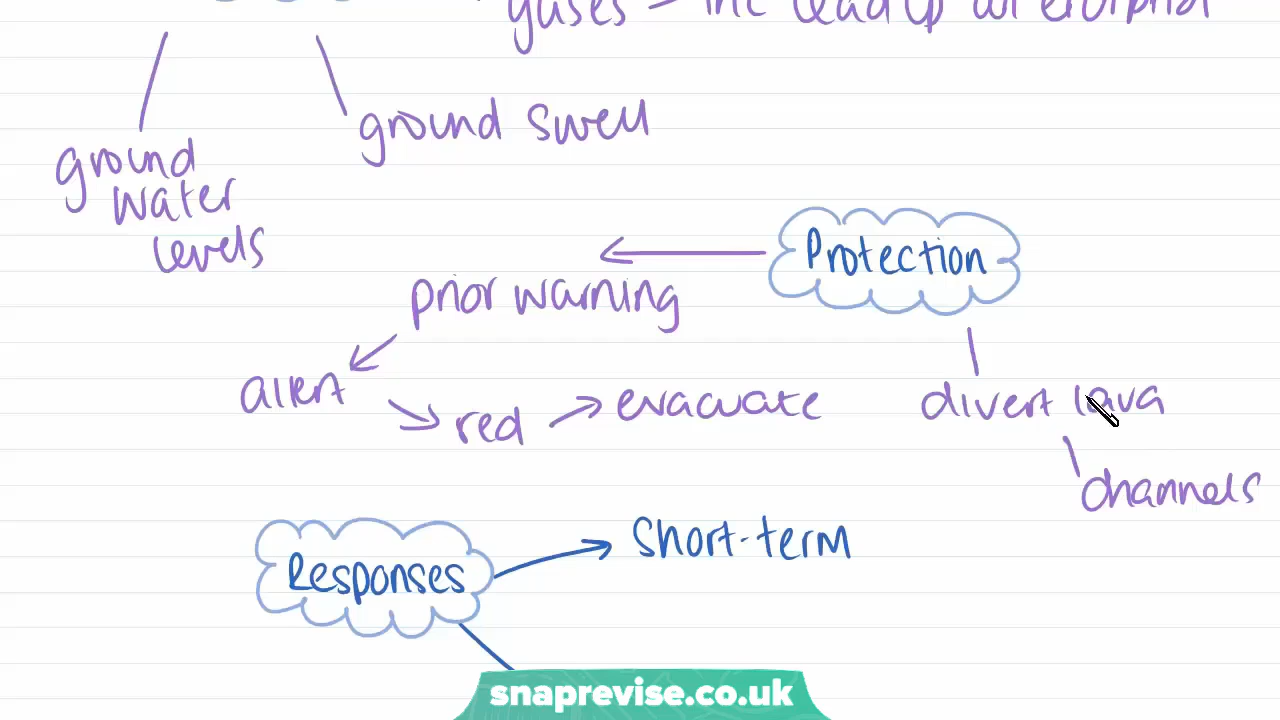 gases -
ground swell
ground
water
levels
Protection
prior warning
alert
red
evacuate
divert lava
channels
Short-term
Responses
snaprevise.co.uk